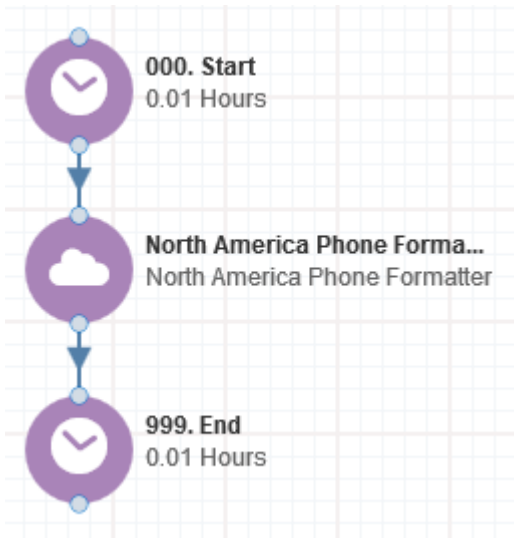 000. Start
0.01 Hours
North America Phone Forma...
North America Phone Formatter
999. End
0.01 Hours